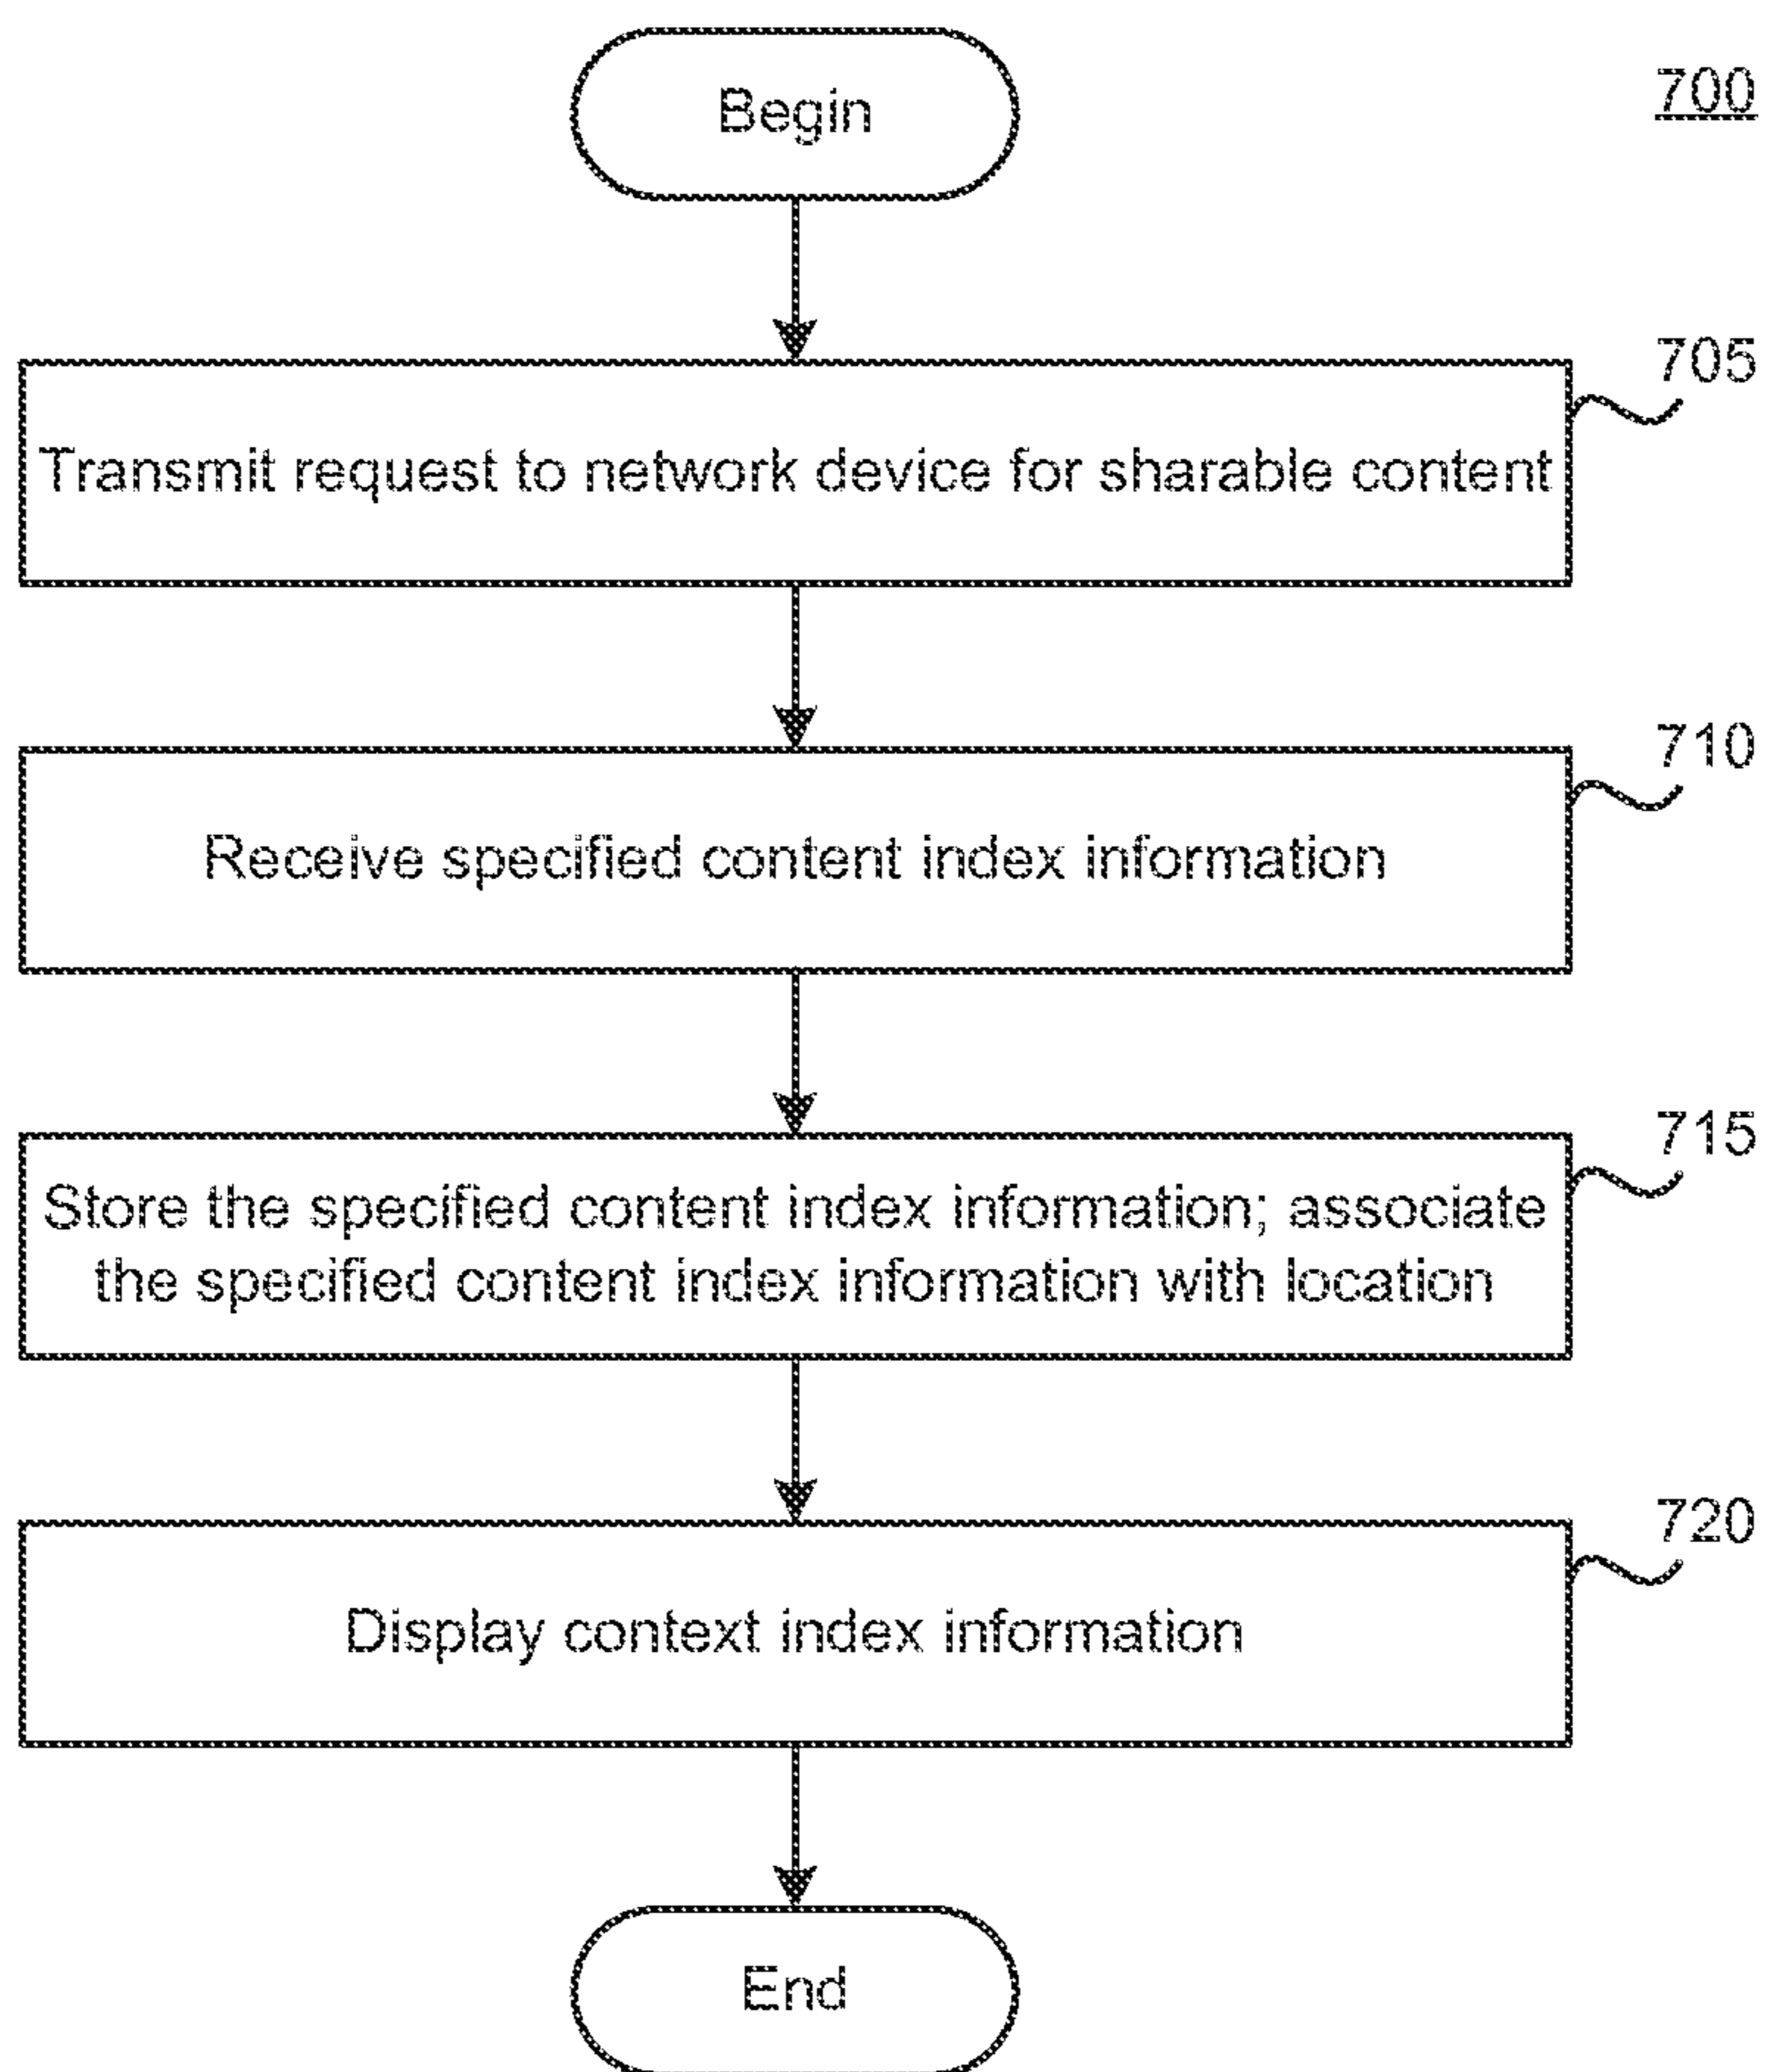 Begin
700
705
Transmit request to network device for sharable content
710
Receive specified content index information
715
Store the specified content index information; associate
the specified content index information with location
720
Display context index information
End